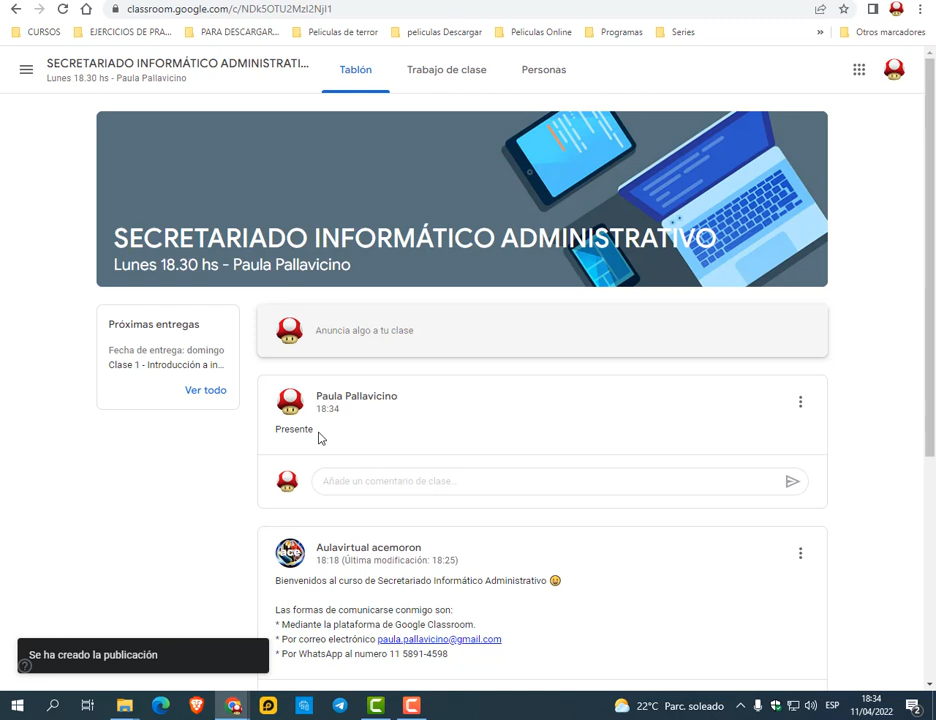 classroom.google.com/c/NDk5OTU2MzI2NjI1
CURSOS
EJERCICIOS DE PRA...
PARA DESCARGAR...
Peliculas de terror
peliculas Descargar
Peliculas Online
Programas
Series
»
Otros marcadores
SECRETARIADO INFORMÁTICO ADMINISTRATI...
Lunes 18.30 hs - Paula Pallavicino
Tablón
Trabajo de clase
Personas
SECRETARIADO INFORMÁTICO ADMINISTRATIVO
Lunes 18.30 hs - Paula Pallavicino
Próximas entregas
Fecha de entrega: domingo
Clase 1 - Introducción a in...
Ver todo
Anuncia algo a tu clase
Paula Pallavicino
18:34
Presente
Añade un comentario de clase...
Aulavirtual acemoron
18:18 (Última modificación: 18:25)
Bienvenidos al curso de Secretariado Informático Administrativo
Las formas de comunicarse conmigo son:
* Mediante la plataforma de Google Classroom.
* Por correo electrónico paula.pallavicino@gmail.com
* Por WhatsApp al numero 11 5891-4598
Se ha creado la publicación
22°C Parc. soleado
ESP
18:34
11/04/2022
2